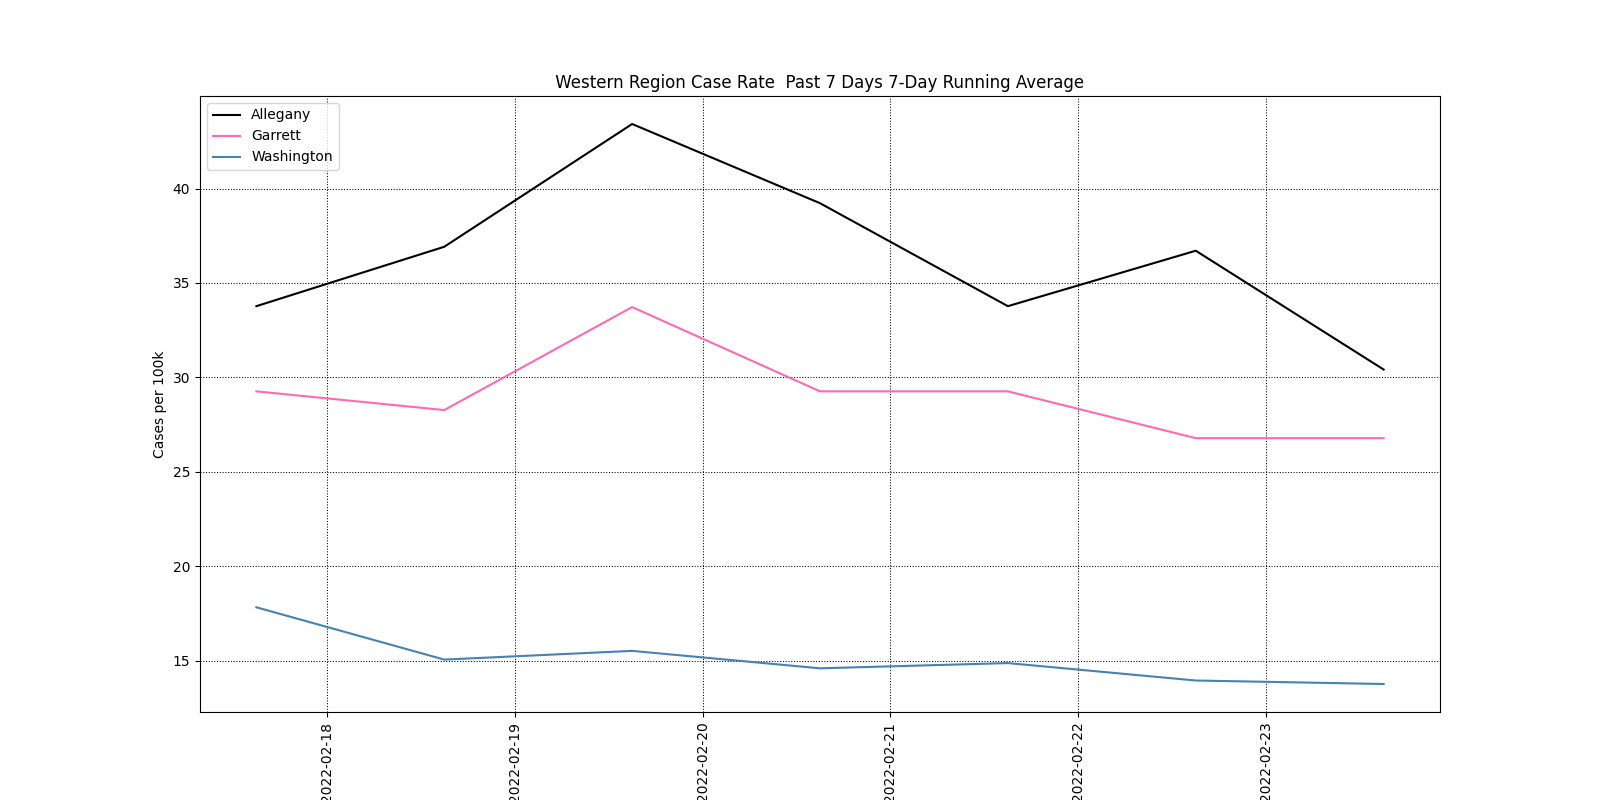 Western Region Case Rate  Past 7 Days 7-Day Running Average
Allegany
Garrett
Washington
40
35
30
25
20
15
Cases per 100k
2022-02-18
2022-02-19
2022-02-20
2022-02-21
2022-02-22
2022-02-23